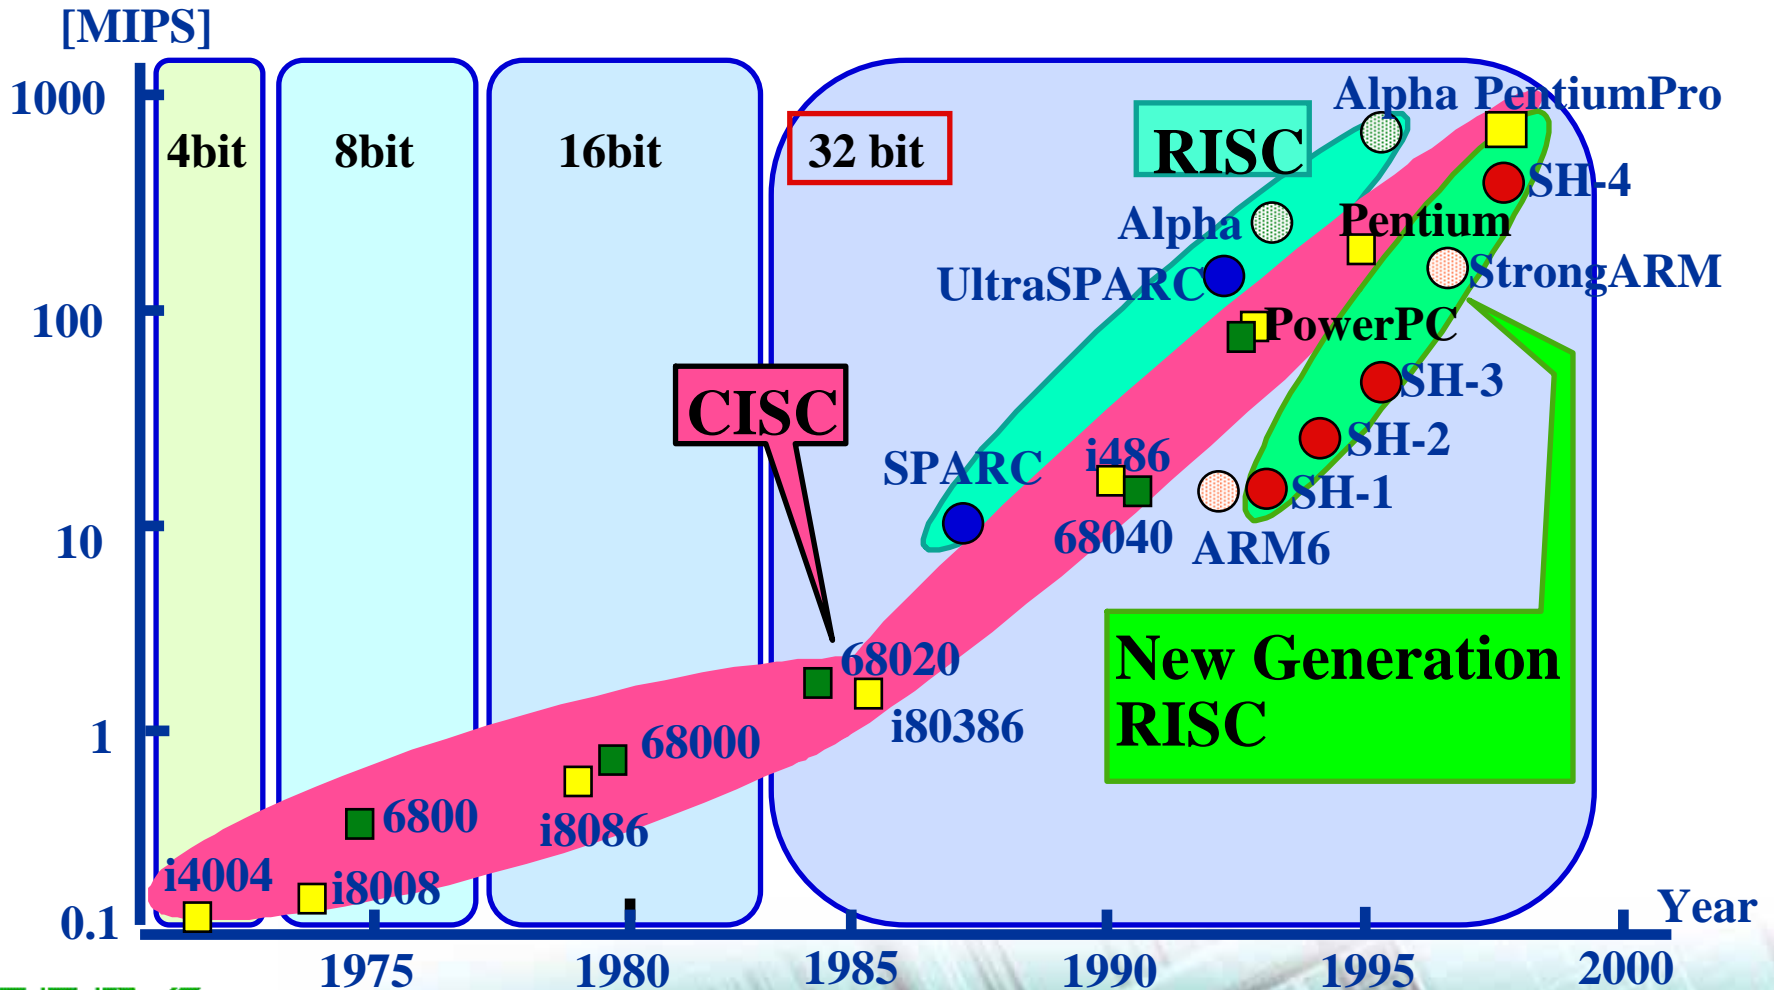 [MIPS]
1000
100
10
1
0.1
4bit
8bit
16bit
32 bit
RISC
Alpha
PentiumPro
SH-4
Alpha
Pentium
UltraSPARC
StrongARM
PowerPC
CISC
SH-3
SPARC
i486
SH-2
SH-1
68040
ARM6
68020
i80386
New Generation
RISC
68000
i8086
6800
i4004
i8008
Year
1975
1980
1985
1990
1995
2000